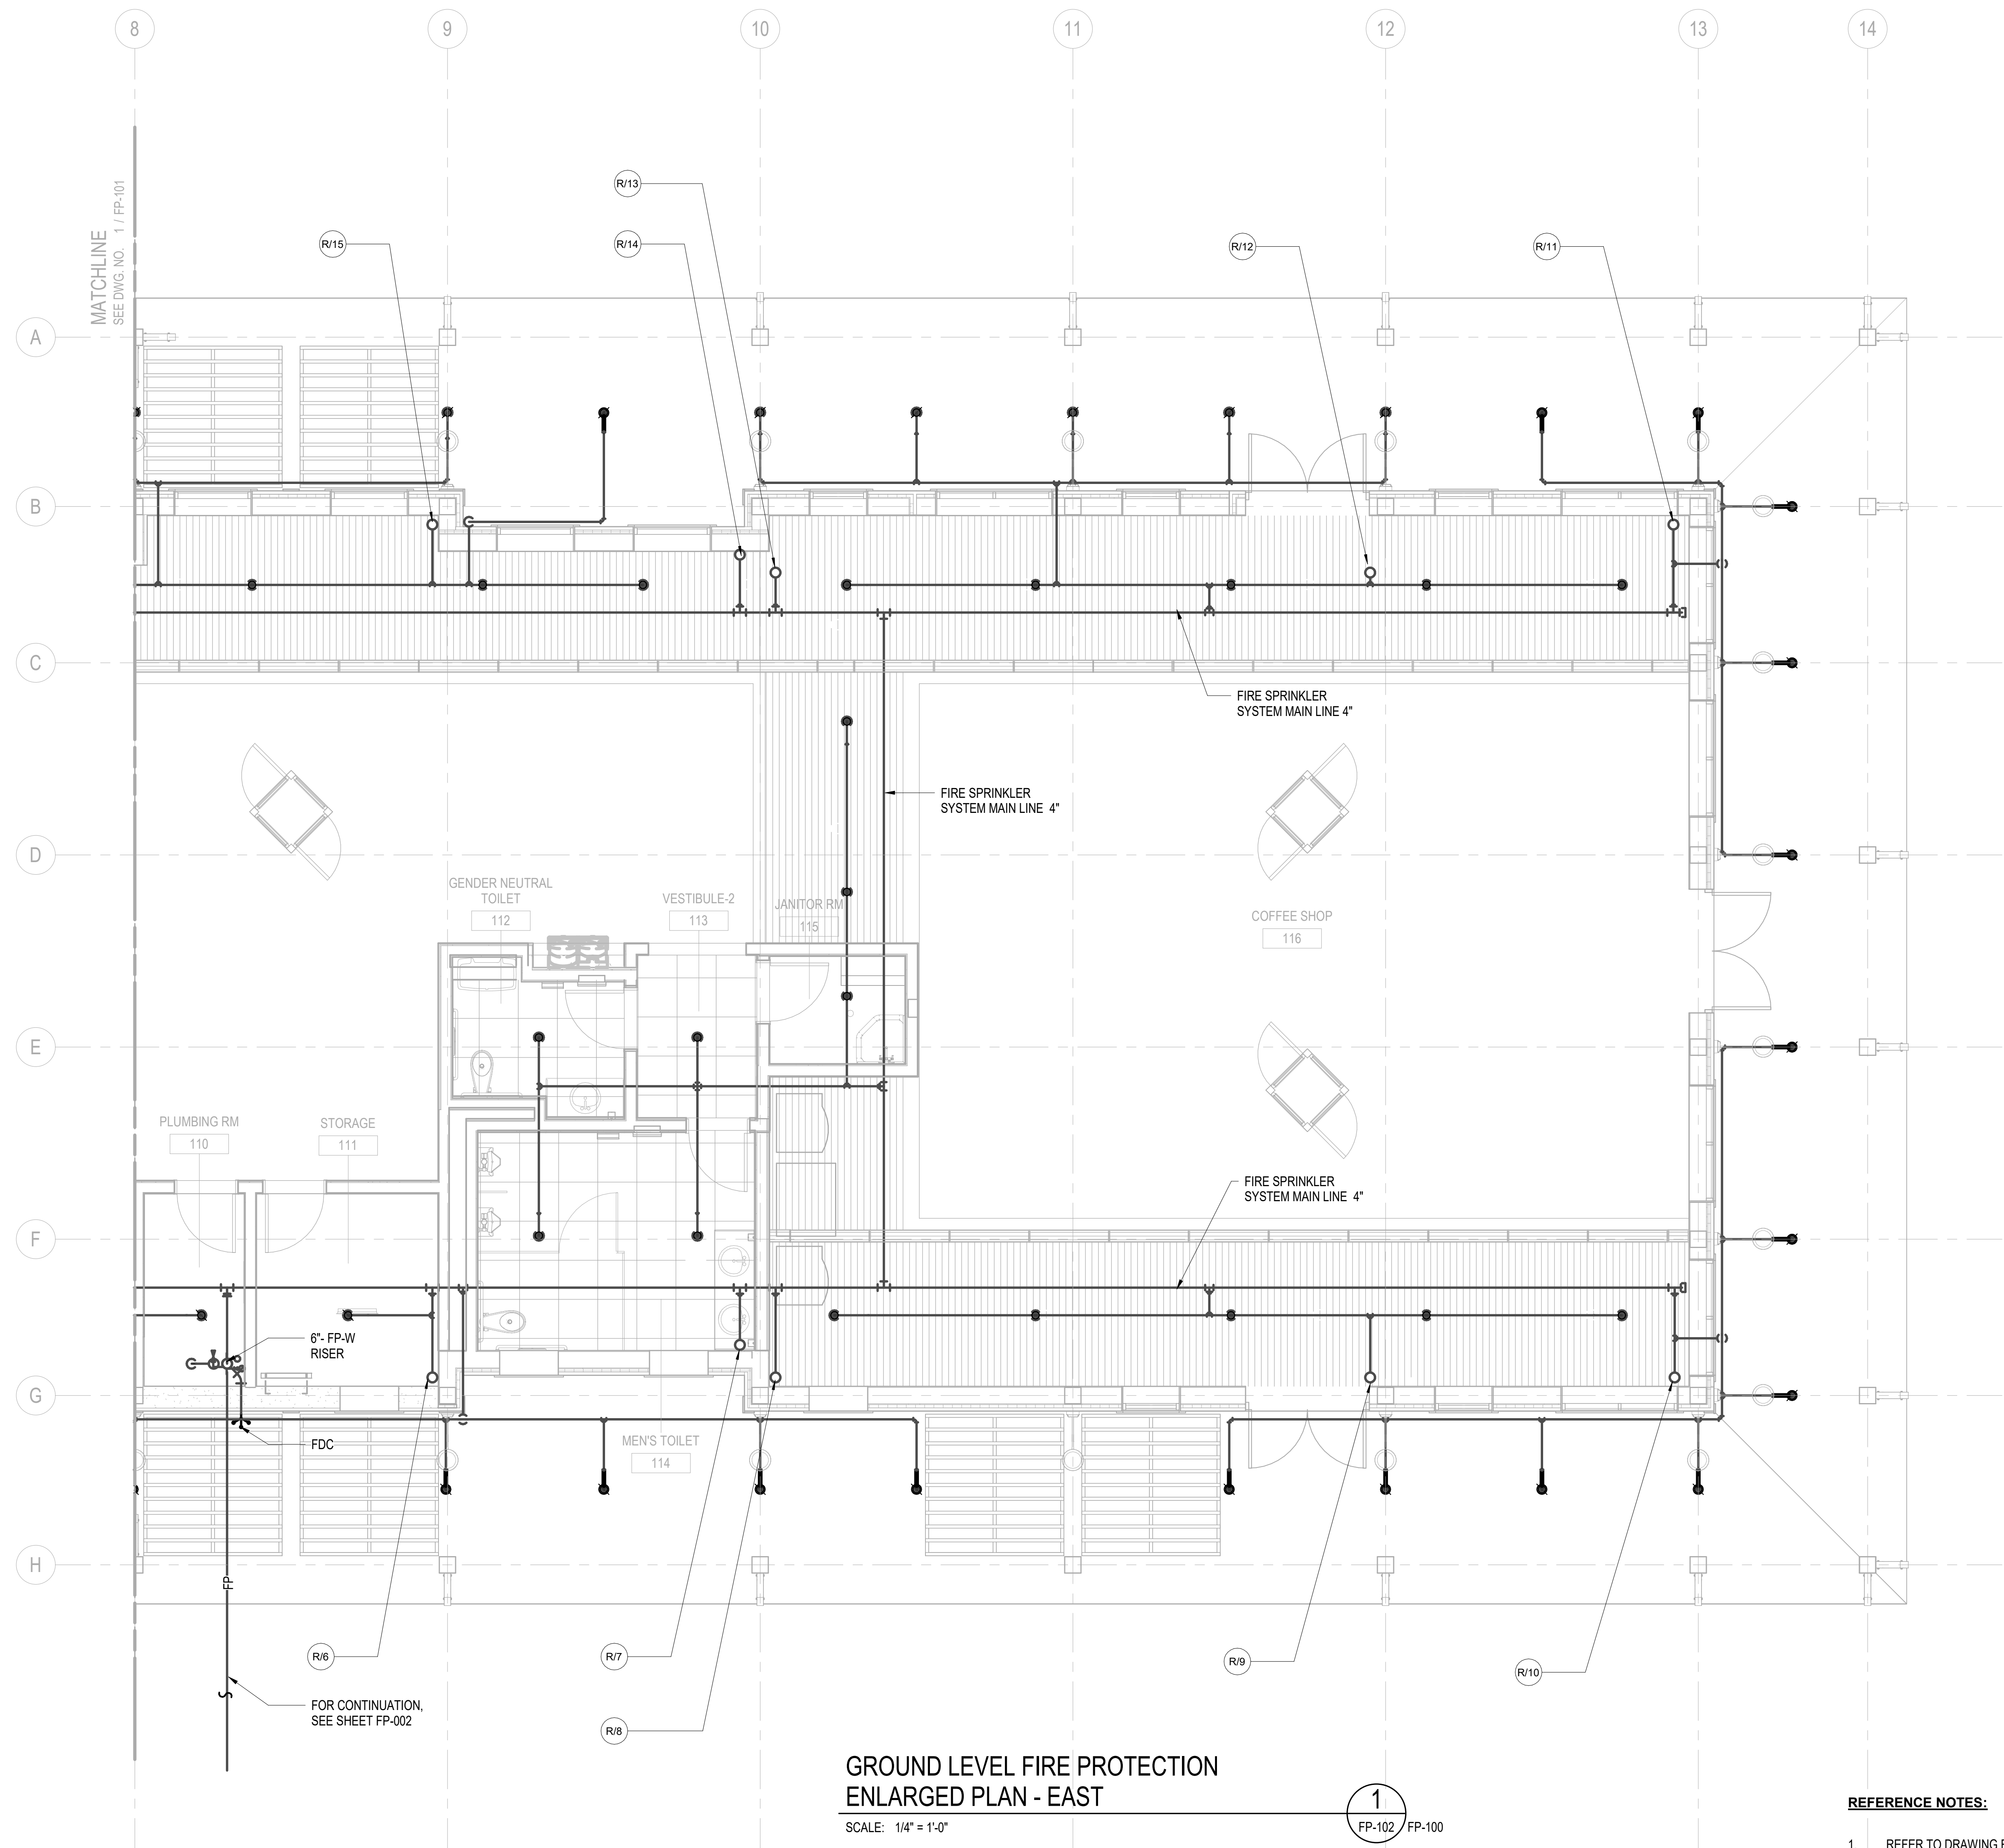 8
9
10
11
12
13
14
MATCHLINE
SEE DWG. NO. 1 / FP-101
R/13
R/15
R/14
R/12
R/11
A
B
C
FIRE SPRINKLER
SYSTEM MAIN LINE 4"
FIRE SPRINKLER
SYSTEM MAIN LINE 4"
D
GENDER NEUTRAL
TOILET
112
VESTIBULE-2
113
JANITOR RM
115
COFFEE SHOP
116
E
PLUMBING RM
110
STORAGE
111
FIRE SPRINKLER
SYSTEM MAIN LINE 4"
F
6"- FP-W
RISER
G
FDC
MEN'S TOILET
114
H
FP
R/6
R/7
R/9
R/10
FOR CONTINUATION,
SEE SHEET FP-002
R/8
GROUND LEVEL FIRE PROTECTION
ENLARGED PLAN - EAST
SCALE: 1/4" = 1'-0"
1
FP-102
FP-100
REFERENCE NOTES:
1 REFER TO DRAWING